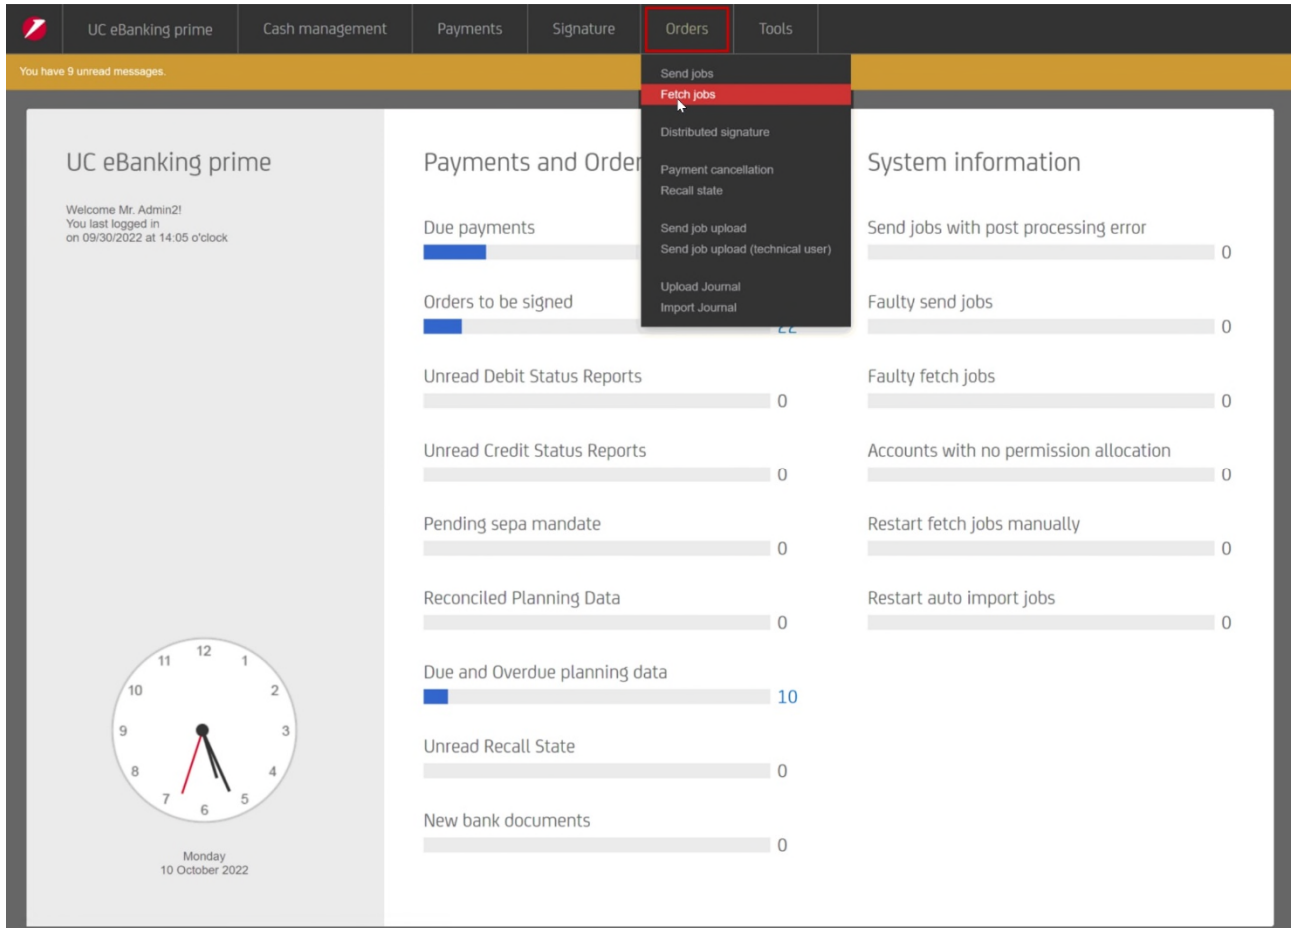 UC eBanking prime
Cash management
Payments
Signature
Orders
Tools
You have 9 unread messages.
Send jobs
Fetch jobs
Distributed signature
Payment cancellation
Recall state
Send job upload
Send job upload (technical user)
Upload Journal
Import Journal
UC eBanking prime
Welcome Mr. Admin2!
You last logged in
on 09/30/2022 at 14:05 o'clock
12
1
2
3
4
5
6
7
8
9
10
11
Monday
10 October 2022
Payments and Order
Due payments
Orders to be signed
22
Unread Debit Status Reports
0
Unread Credit Status Reports
0
Pending sepa mandate
0
Reconciled Planning Data
0
Due and Overdue planning data
10
Unread Recall State
0
New bank documents
0
System information
Send jobs with post processing error
0
Faulty send jobs
0
Faulty fetch jobs
0
Accounts with no permission allocation
0
Restart fetch jobs manually
0
Restart auto import jobs
0